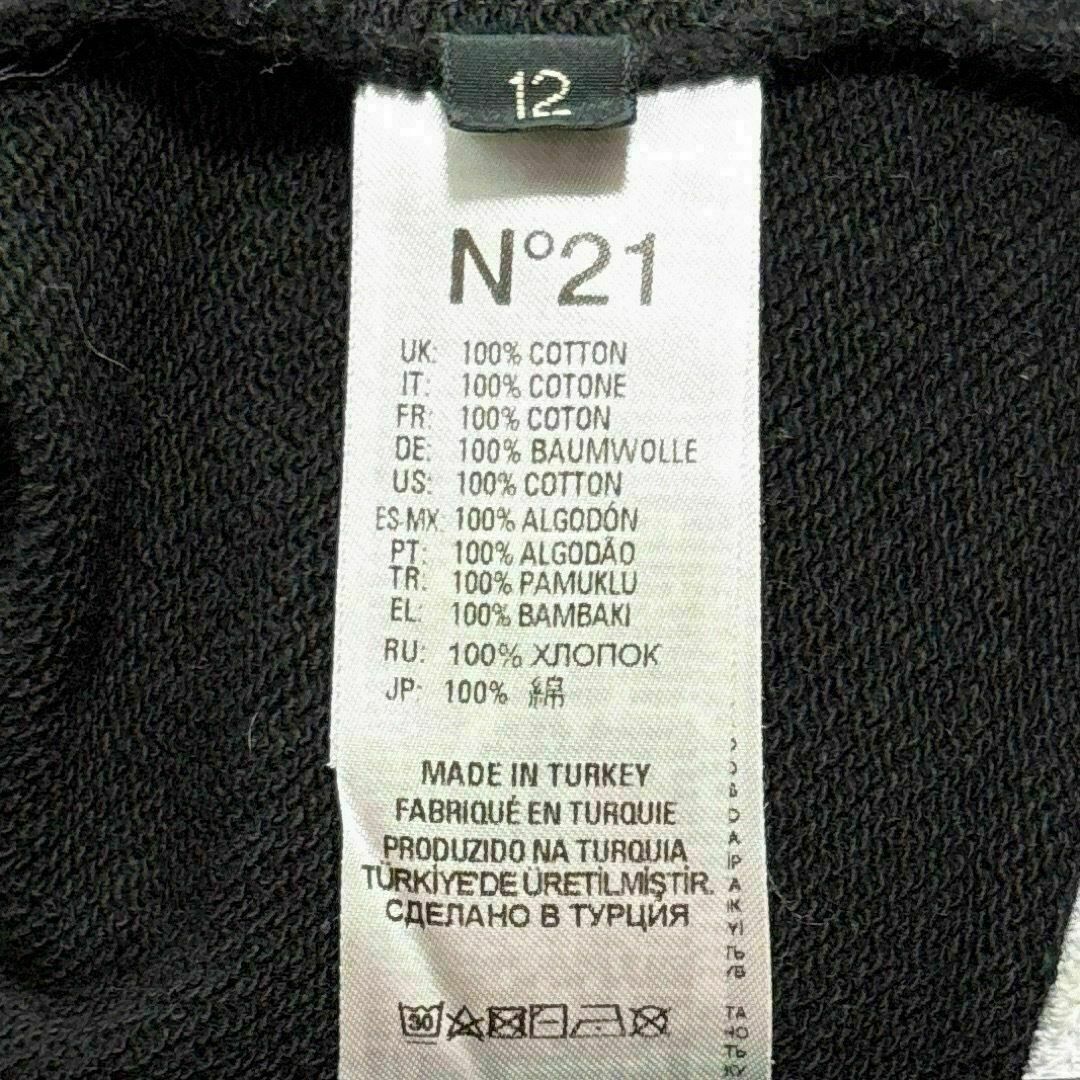 12
N°21
UK: 100% COTTON
IT: 100% COTONE
FR: 100% COTON
DE: 100% BAUMWOLLE
US: 100% COTTON
ES-MX: 100% ALGODÓN
PT: 100% ALGODÃO
TR: 100% PAMUKLU
EL: 100% BAMBAKI
RU: 100% ХЛОПОК
JP: 100% 綿
MADE IN TURKEY
FABRIQUÉ EN TURQUIE
PRODUZIDO NA TURQUIA
TÜRKİYE'DE ÜRETİLMİŞTİR.
СДЕЛАНО В ТУРЦИЯ
30